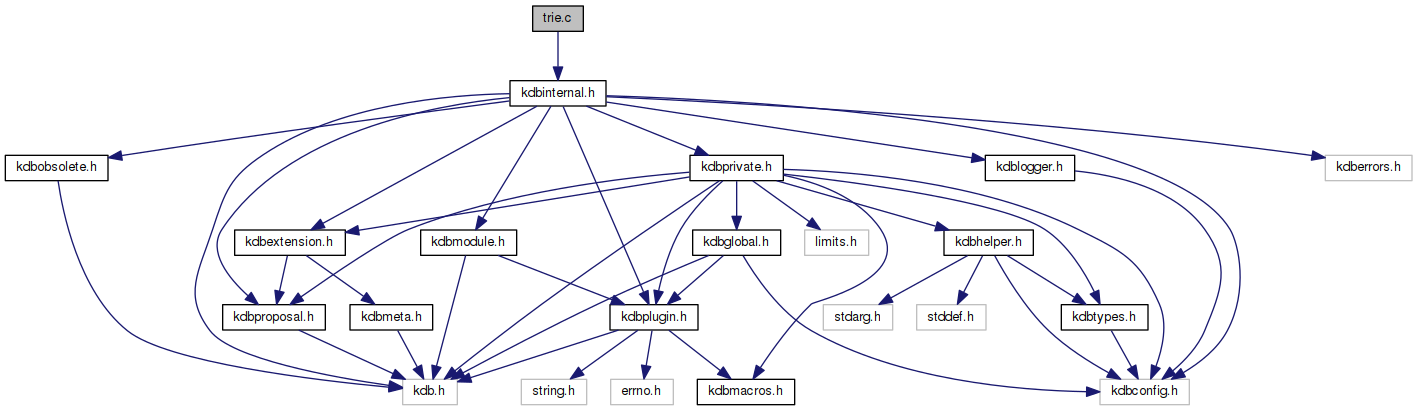 trie.c
kdbinternal.h
kdbobsolete.h
kdbprivate.h
kdblogger.h
kdberrors.h
kdbextension.h
kdbmodule.h
kdbglobal.h
limits.h
kdbhelper.h
kdbproposal.h
kdbmeta.h
kdbplugin.h
stdarg.h
stddef.h
kdbtypes.h
kdb.h
string.h
errno.h
kdbmacros.h
kdbconfig.h